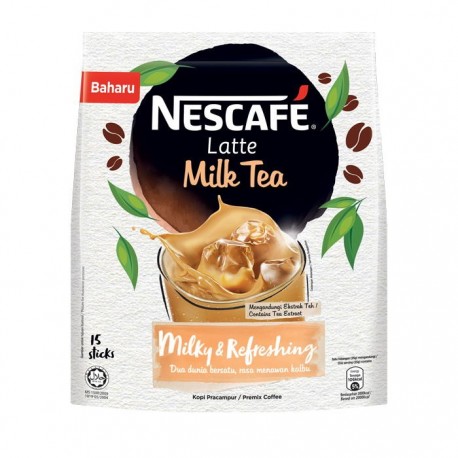 Baharu
NESCAFÉ®
Latte
Milk Tea
Mengandungi Ekstrak Teh /
Contains Tea Extract
15
sticks
Milky & Refreshing
Dua dunia bersatu, rasa menawan kalbu
HALAL
Kopi Pracampur / Premix Coffee